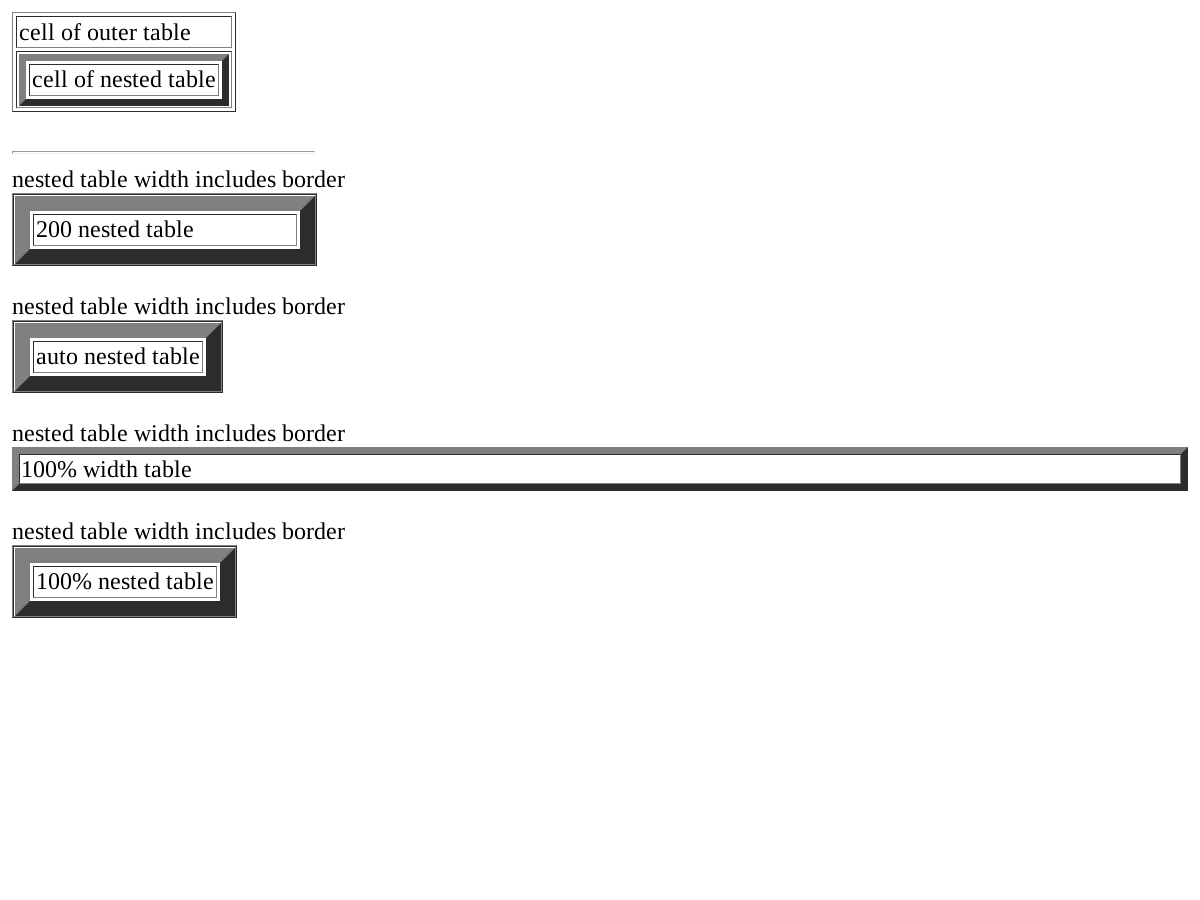 cell of outer table
cell of nested table
nested table width includes border
200 nested table
nested table width includes border
auto nested table
nested table width includes border
100% width table
nested table width includes border
100% nested table